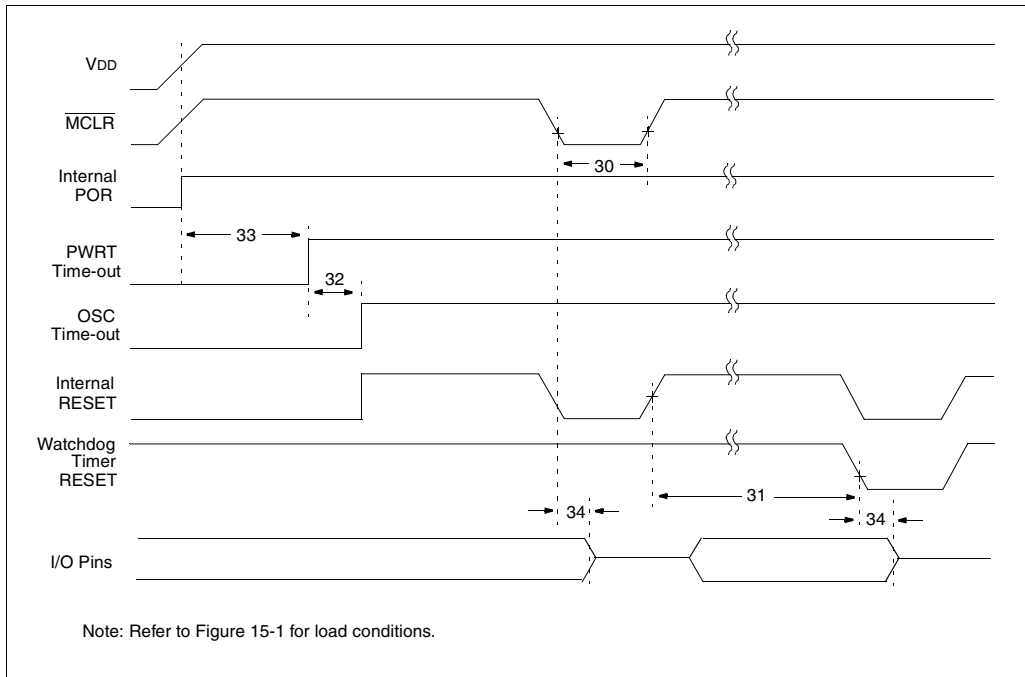 VDD
MCLR
30
Internal
POR
33
PWRT
Time-out
32
OSC
Time-out
Internal
RESET
Watchdog
Timer
RESET
31
34
34
I/O Pins
Note: Refer to Figure 15-1 for load conditions.